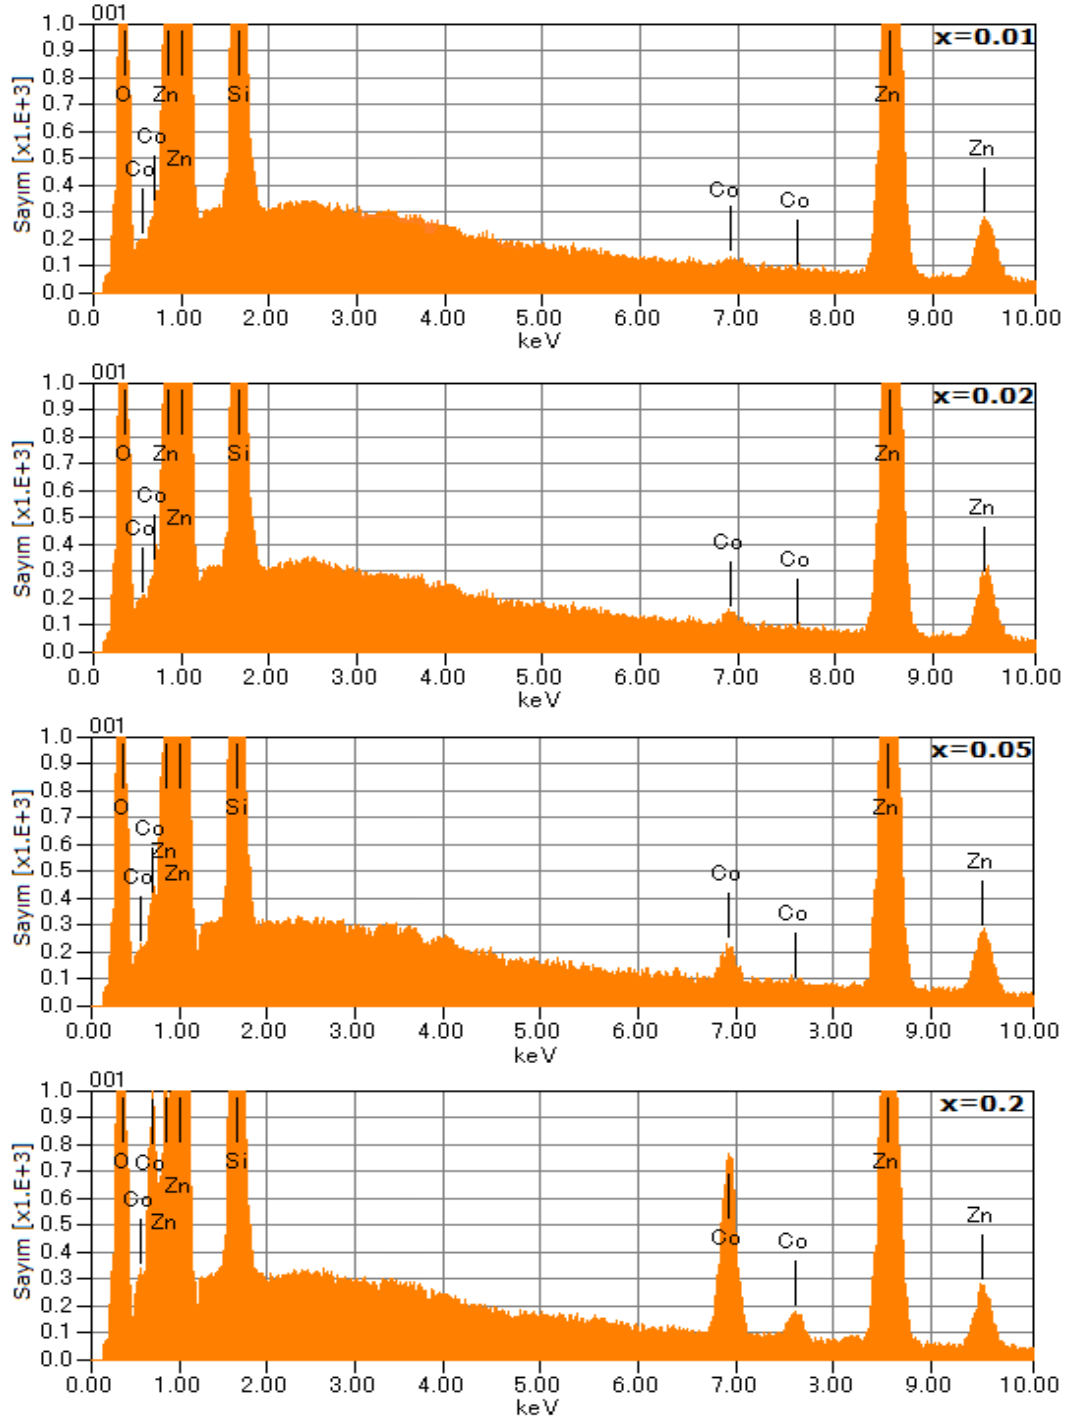 001
x=0.01
Sayım [x1.E+3]
1.0
0.9
0.8
0.7
0.6
0.5
0.4
0.3
0.2
0.1
0.0
O
Zn
Si
Zn
Co
Zn
Co
Zn
Co
Co
0.0 1.00 2.00 3.00 4.00 5.00 6.00 7.00 8.00 9.00 10.00
keV
001
x=0.02
Sayım [x1.E+3]
1.0
0.9
0.8
0.7
0.6
0.5
0.4
0.3
0.2
0.1
0.0
O
Zn
Si
Zn
Co
Zn
Co
Zn
Co
Co
0.0 1.00 2.00 3.00 4.00 5.00 6.00 7.00 8.00 9.00 10.00
keV
001
x=0.05
Sayım [x1.E+3]
1.0
0.9
0.8
0.7
0.6
0.5
0.4
0.3
0.2
0.1
0.0
O
Si
Zn
Co
Zn
Zn
Co
Zn
Co
Co
0.00 1.00 2.00 3.00 4.00 5.00 6.00 7.00 8.00 9.00 10.00
keV
001
x=0.2
Sayım [x1.E+3]
1.0
0.9
0.8
0.7
0.6
0.5
0.4
0.3
0.2
0.1
0.0
O
Co
Si
Zn
Zn
Co
Zn
Zn
Co
Co
0.00 1.00 2.00 3.00 4.00 5.00 6.00 7.00 8.00 9.00 10.00
keV